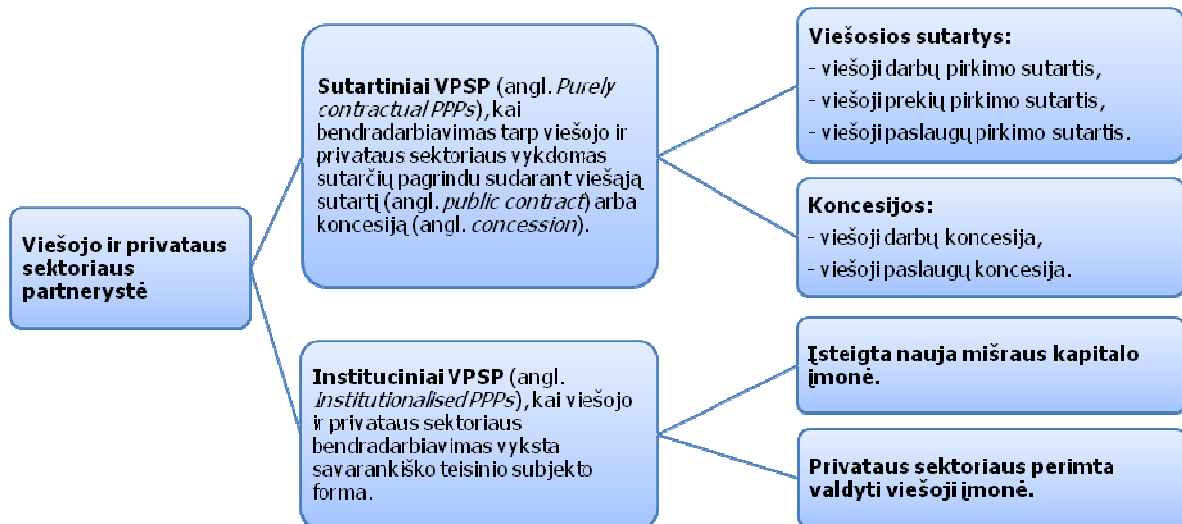 Viešojo ir privataus
sektoriaus
partnerystė
Sutartiniai VPSP (angl. Purely
contractual PPPs), kai
bendradarbiavimas tarp viešojo ir
privataus sektoriaus vykdomas
sutarčių pagrindu sudarant viešąją
sutartį (angl. public contract) arba
koncesiją (angl. concession).
Viešosios sutartys:
- viešoji darbų pirkimo sutartis,
- viešoji prekių pirkimo sutartis,
- viešoji paslaugų pirkimo sutartis.
Koncesijos:
- viešoji darbų koncesija,
- viešoji paslaugų koncesija.
Instituciniai VPSP (angl.
Institutionalised PPPs), kai viešojo
ir privataus sektoriaus
bendradarbiavimas vyksta
savarankiško teisinio subjekto
forma.
Įsteigta nauja mišraus kapitalo
įmonė.
Privataus sektoriaus perimta
valdyti viešoji įmonė.